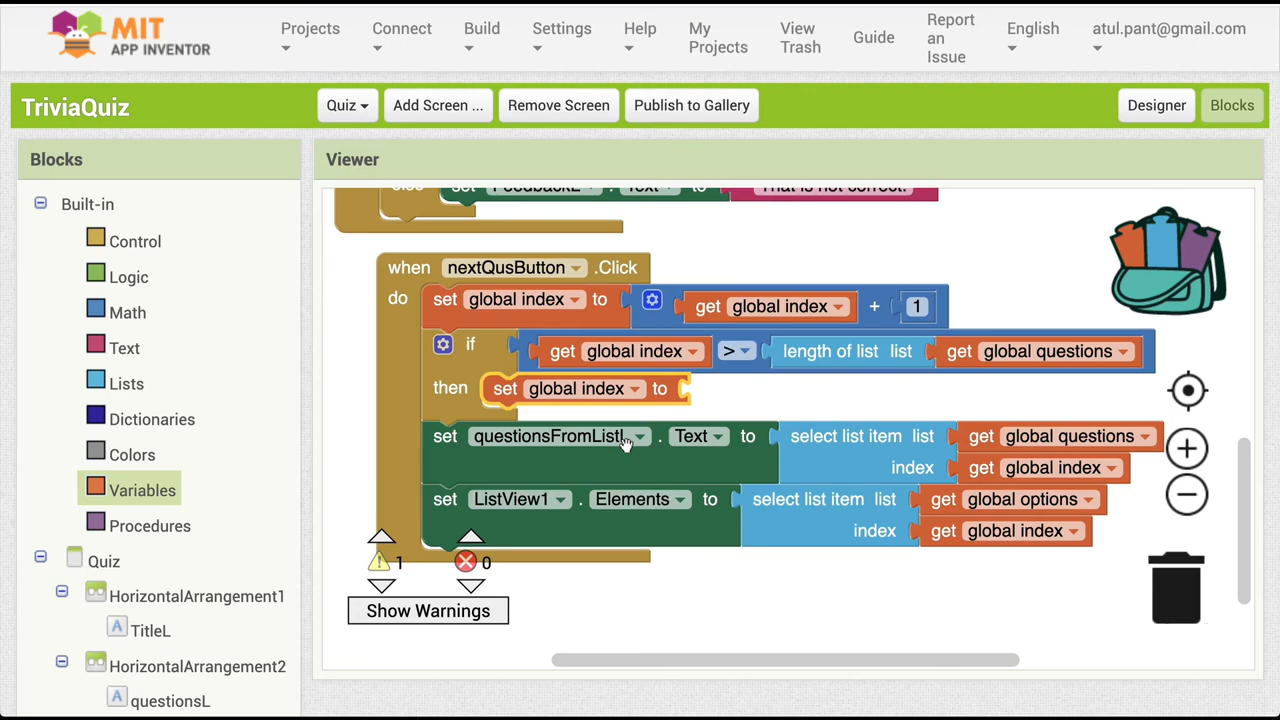 MIT
APP INVENTOR
Projects
Connect
Build
Settings
Help
My
Projects
View
Trash
Guide
Report
an
Issue
English
atul.pant@gmail.com
TriviaQuiz
Quiz
Add Screen ...
Remove Screen
Publish to Gallery
Designer
Blocks
Blocks
Built-in
Control
Logic
Math
Text
Lists
Dictionaries
Colors
Variables
Procedures
Quiz
HorizontalArrangement1
TitleL
HorizontalArrangement2
questionsL
Viewer
else set FeedbackL . Text to That is not correct.
when nextQusButton .Click
do set global index to get global index + 1
if get global index > length of list list get global questions
then set global index to
set questionsFromListL . Text to select list item list get global questions
index get global index
set ListView1 . Elements to select list item list get global options
index get global index
1 0
Show Warnings